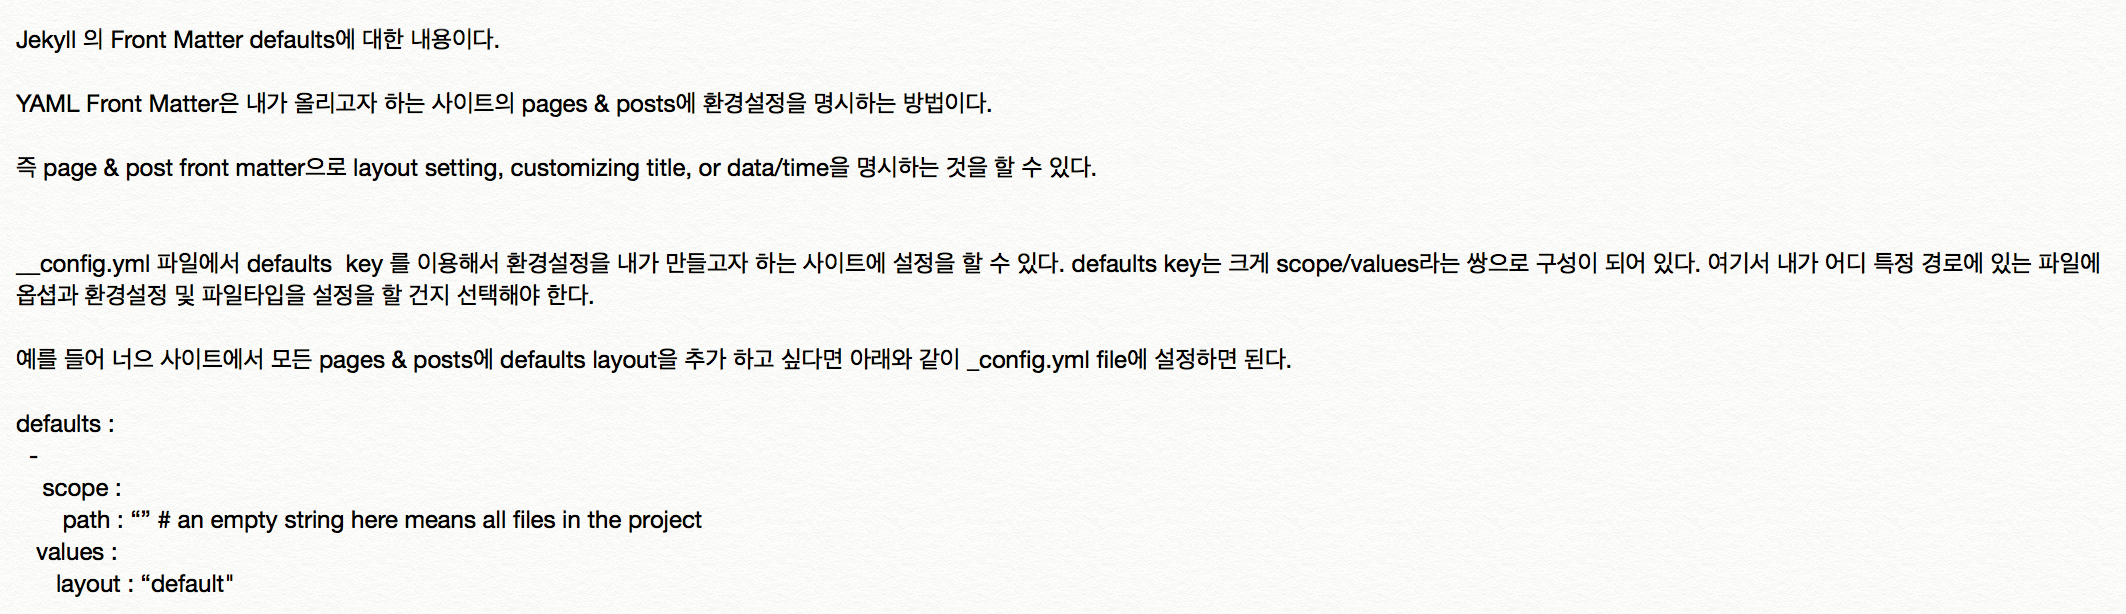 Jekyll 의 Front Matter defaults에 대한 내용이다.
YAML Front Matter은 내가 올리고자 하는 사이트의 pages & posts에 환경설정을 명시하는 방법이다.
즉 page & post front matter으로 layout setting, customizing title, or data/time을 명시하는 것을 할 수 있다.
__config.yml 파일에서 defaults  key 를 이용해서 환경설정을 내가 만들고자 하는 사이트에 설정을 할 수 있다. defaults key는 크게 scope/values라는 쌍으로 구성이 되어 있다. 여기서 내가 어디 특정 경로에 있는 파일에
옵셥과 환경설정 및 파일타입을 설정을 할 건지 선택해야 한다.
예를 들어 너으 사이트에서 모든 pages & posts에 defaults layout을 추가 하고 싶다면 아래와 같이 _config.yml file에 설정하면 된다.
defaults :
-
scope :
path : “” # an empty string here means all files in the project
values :
layout : “default"